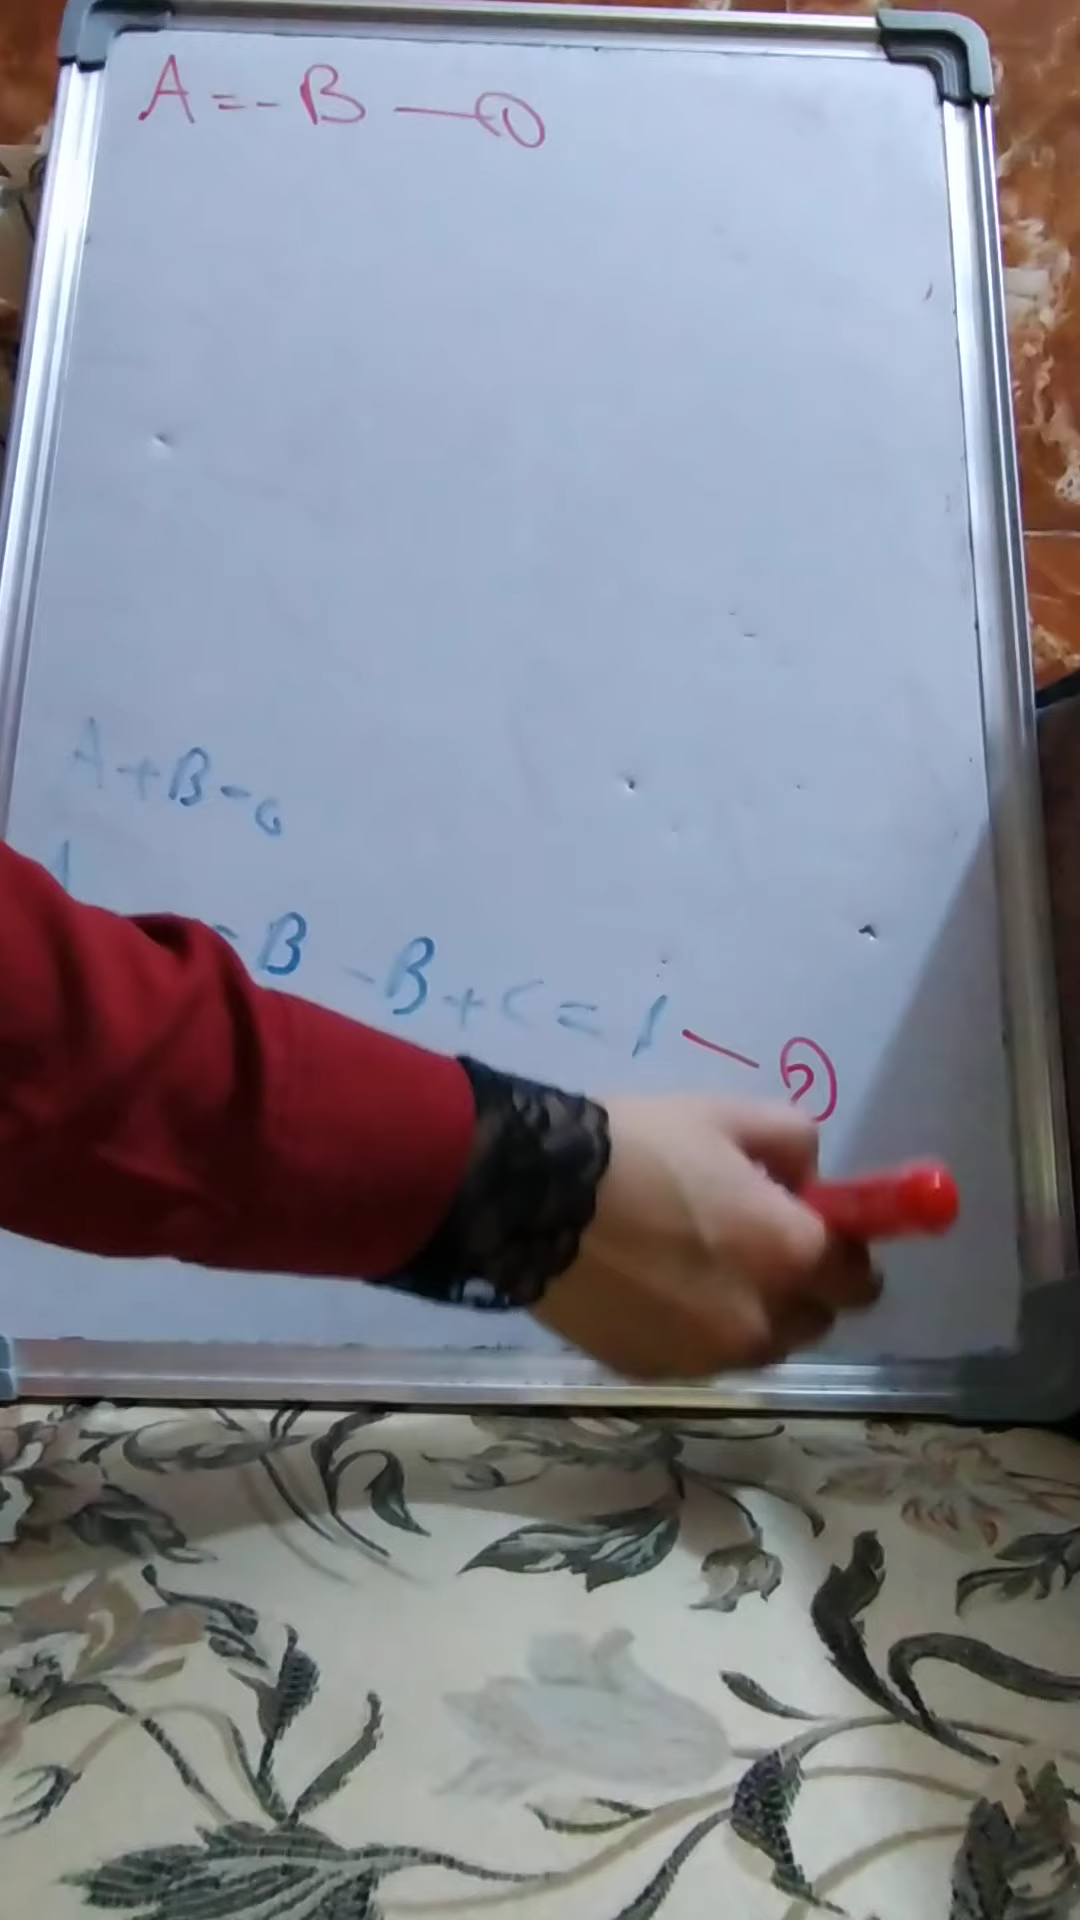 A = - B — ①
A + B = 0
= B - B + C = 1 — ②